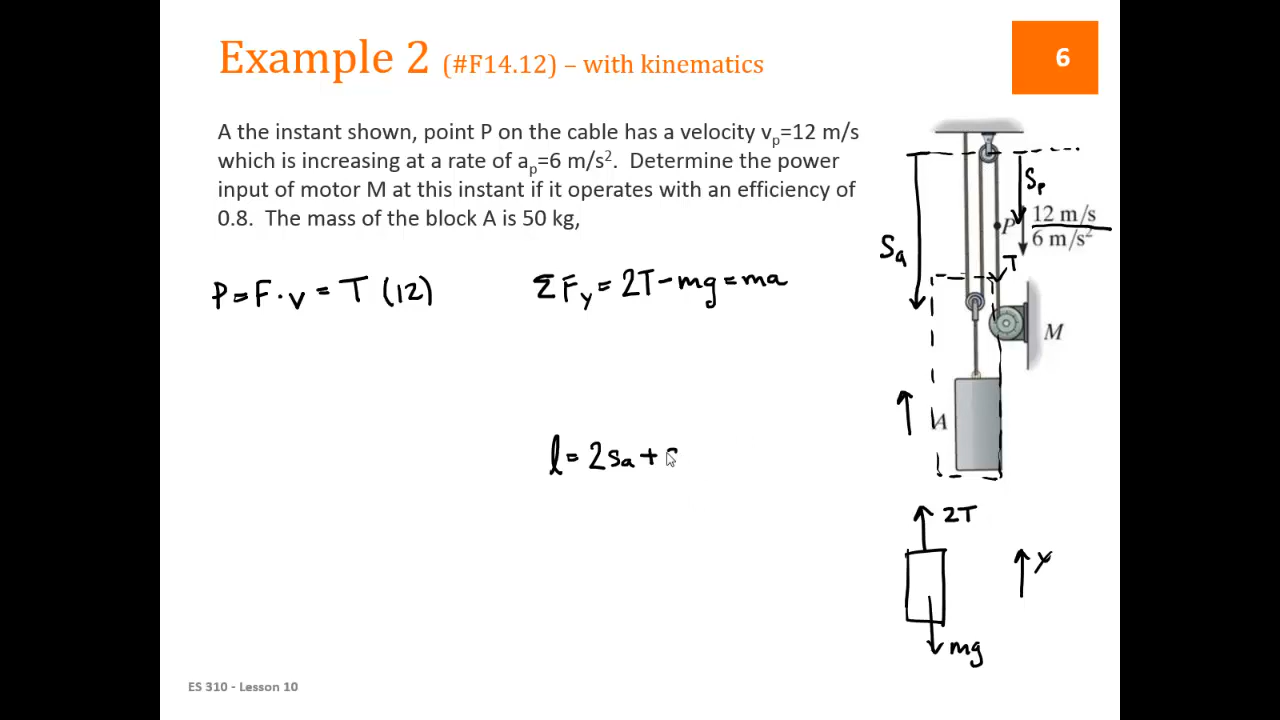 Example 2 (#F14.12) – with kinematics
6
A the instant shown, point P on the cable has a velocity vp=12 m/s
which is increasing at a rate of ap=6 m/s². Determine the power
input of motor M at this instant if it operates with an efficiency of
0.8. The mass of the block A is 50 kg,
P = F · v = T (12)
ΣFy = 2T - mg = ma
l = 2sa +
Sa
Sp
P
12 m/s
6 m/s²
T
M
A
2T
y
mg
ES 310 - Lesson 10